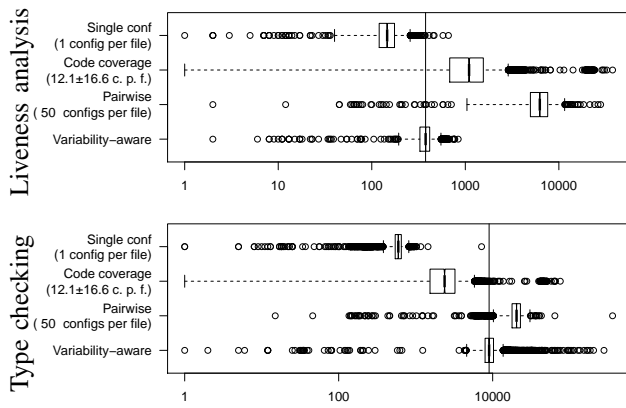 Liveness analysis
Single conf
(1 config per file)
Code coverage
(12.1±16.6 c. p. f.)
Pairwise
( 50 configs per file)
Variability−aware
1 10 100 1000 10000
Type checking
Single conf
(1 config per file)
Code coverage
(12.1±16.6 c. p. f.)
Pairwise
( 50 configs per file)
Variability−aware
1 100 10000